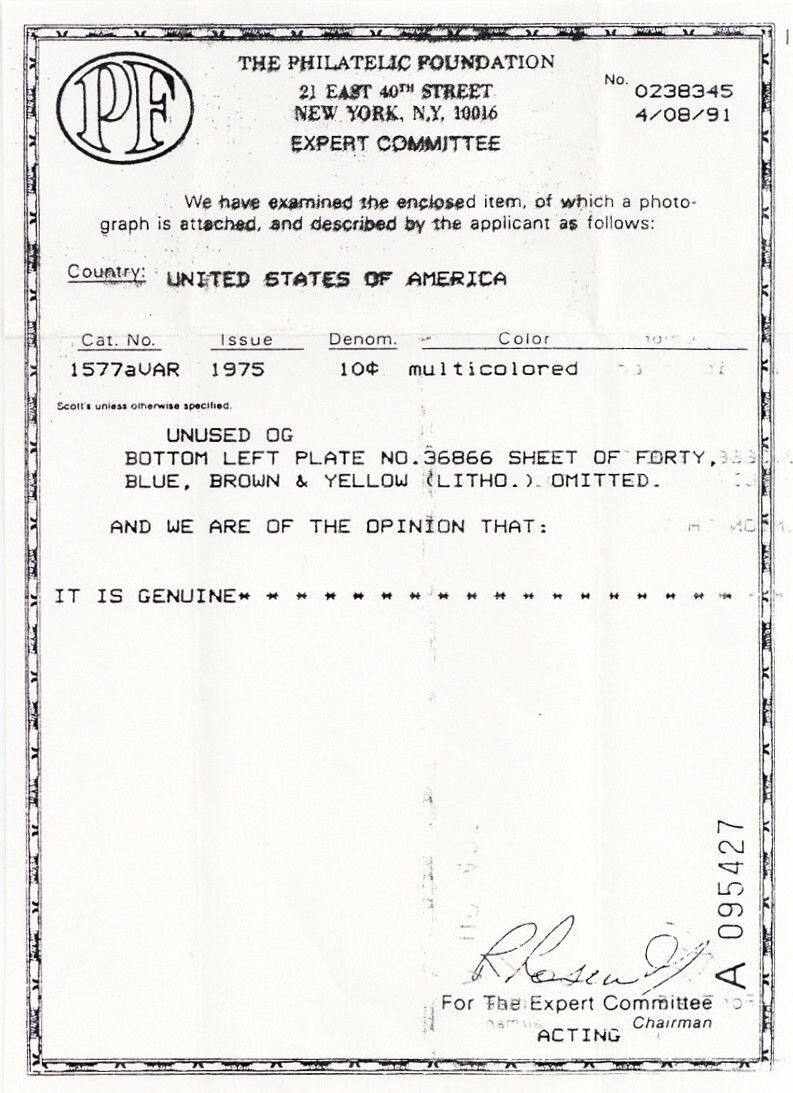 PF
THE PHILATELIC FOUNDATION
21 EAST 40TH STREET
NEW YORK, N.Y. 10016
EXPERT COMMITTEE
No. 0238345
4/08/91
We have examined the enclosed item, of which a photo-
graph is attached, and described by the applicant as follows:
Country: UNITED STATES OF AMERICA
Cat. No. Issue Denom. Color
1577aVAR 1975 10¢ multicolored
Scott's unless otherwise specified.
UNUSED OG
BOTTOM LEFT PLATE NO.36866 SHEET OF FORTY,
BLUE, BROWN & YELLOW (LITHO.) OMITTED.
AND WE ARE OF THE OPINION THAT:
IT IS GENUINE* * * * * * * * * * * * * * * * * *
A 095427
For The Expert Committee
Chairman
ACTING